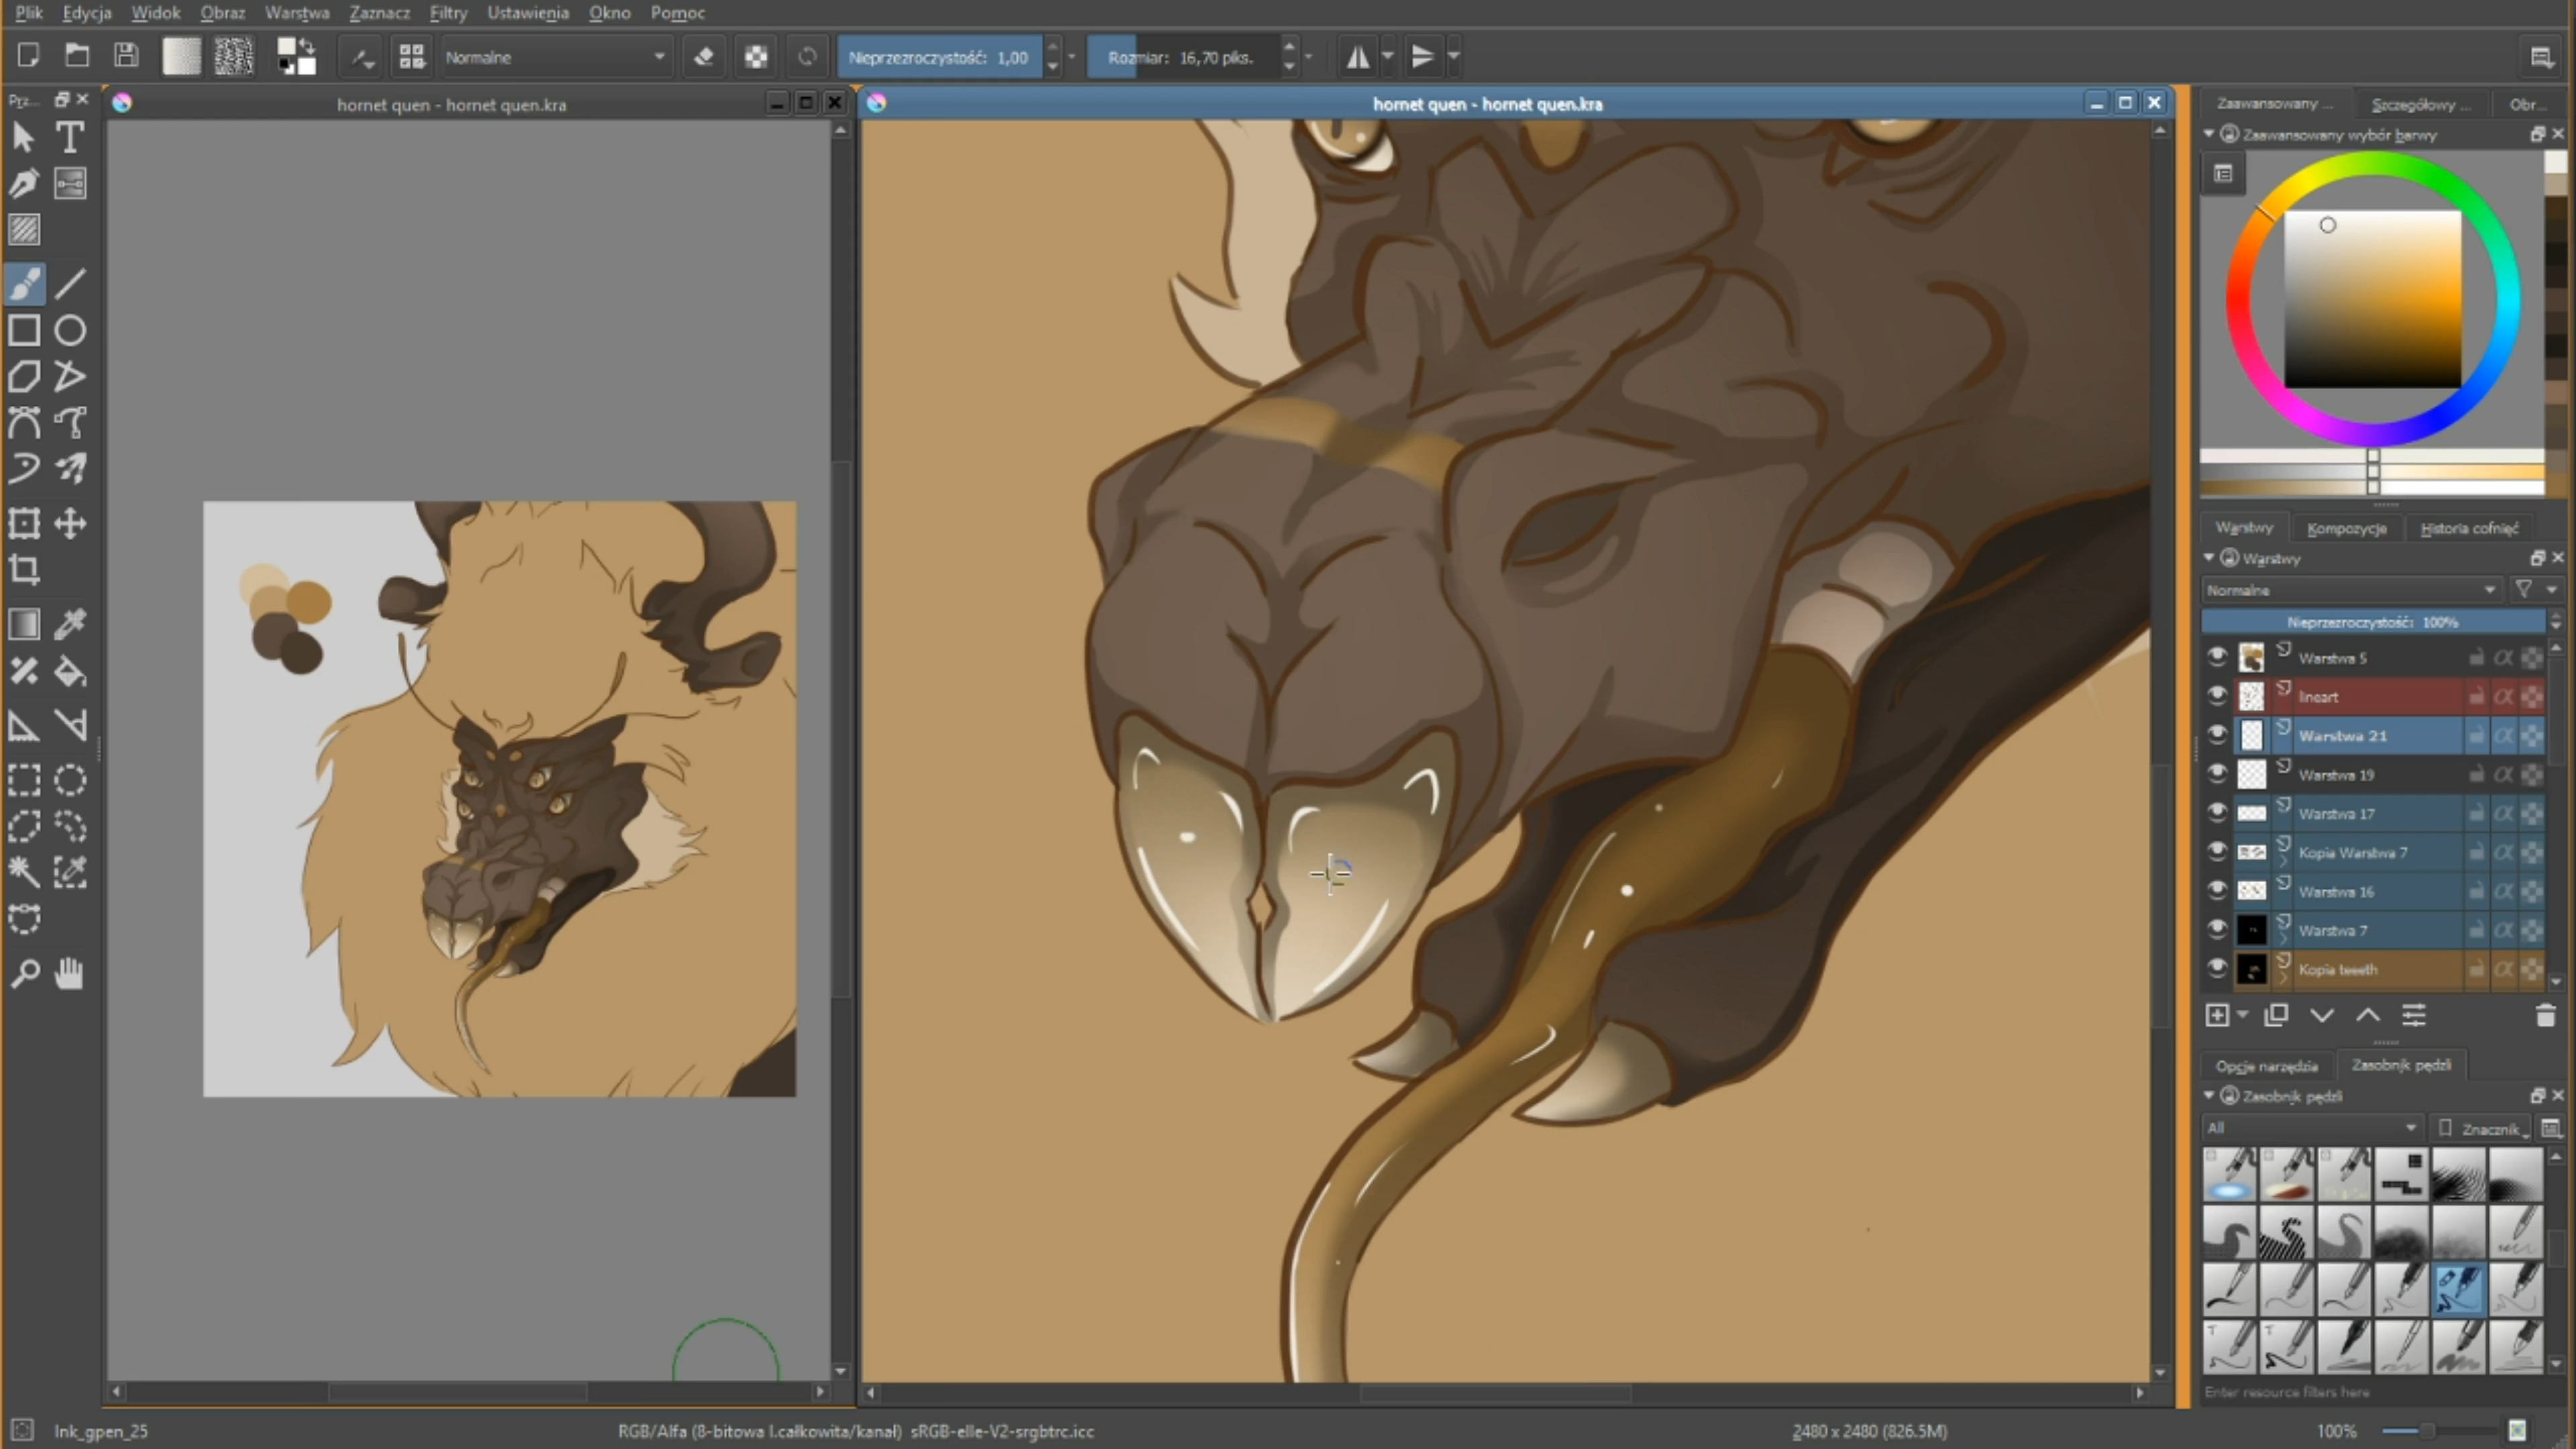 Plik Edycja Widok Obraz Warstwa Zaznacz Filtry Ustawienia Okno Pomoc
Normalne Nieprzezroczystość: 1,00 Rozmiar: 16,70 piks.
Prz... hornet quen - hornet quen.kra hornet quen - hornet quen.kra Zaawansowany ... Szczegółowy ... Obr...
Zaawansowany wybór barwy
Warstwy Kompozycje Historia cofnięć
Warstwy
Normalne
Nieprzezroczystość: 100%
Warstwa 5
lineart
Warstwa 21
Warstwa 19
Warstwa 17
Kopia Warstwa 7
Warstwa 16
Warstwa 7
Kopia teeeth
Opcje narzędzia Zasobnik pędzli
Zasobnik pędzli
All Znacznik
Enter resource filters here
Ink_gpen_25 RGB/Alfa (8-bitowa l.całkowita/kanał) sRGB-elle-V2-srgbtrc.icc 2480 x 2480 (826.5M) 100%